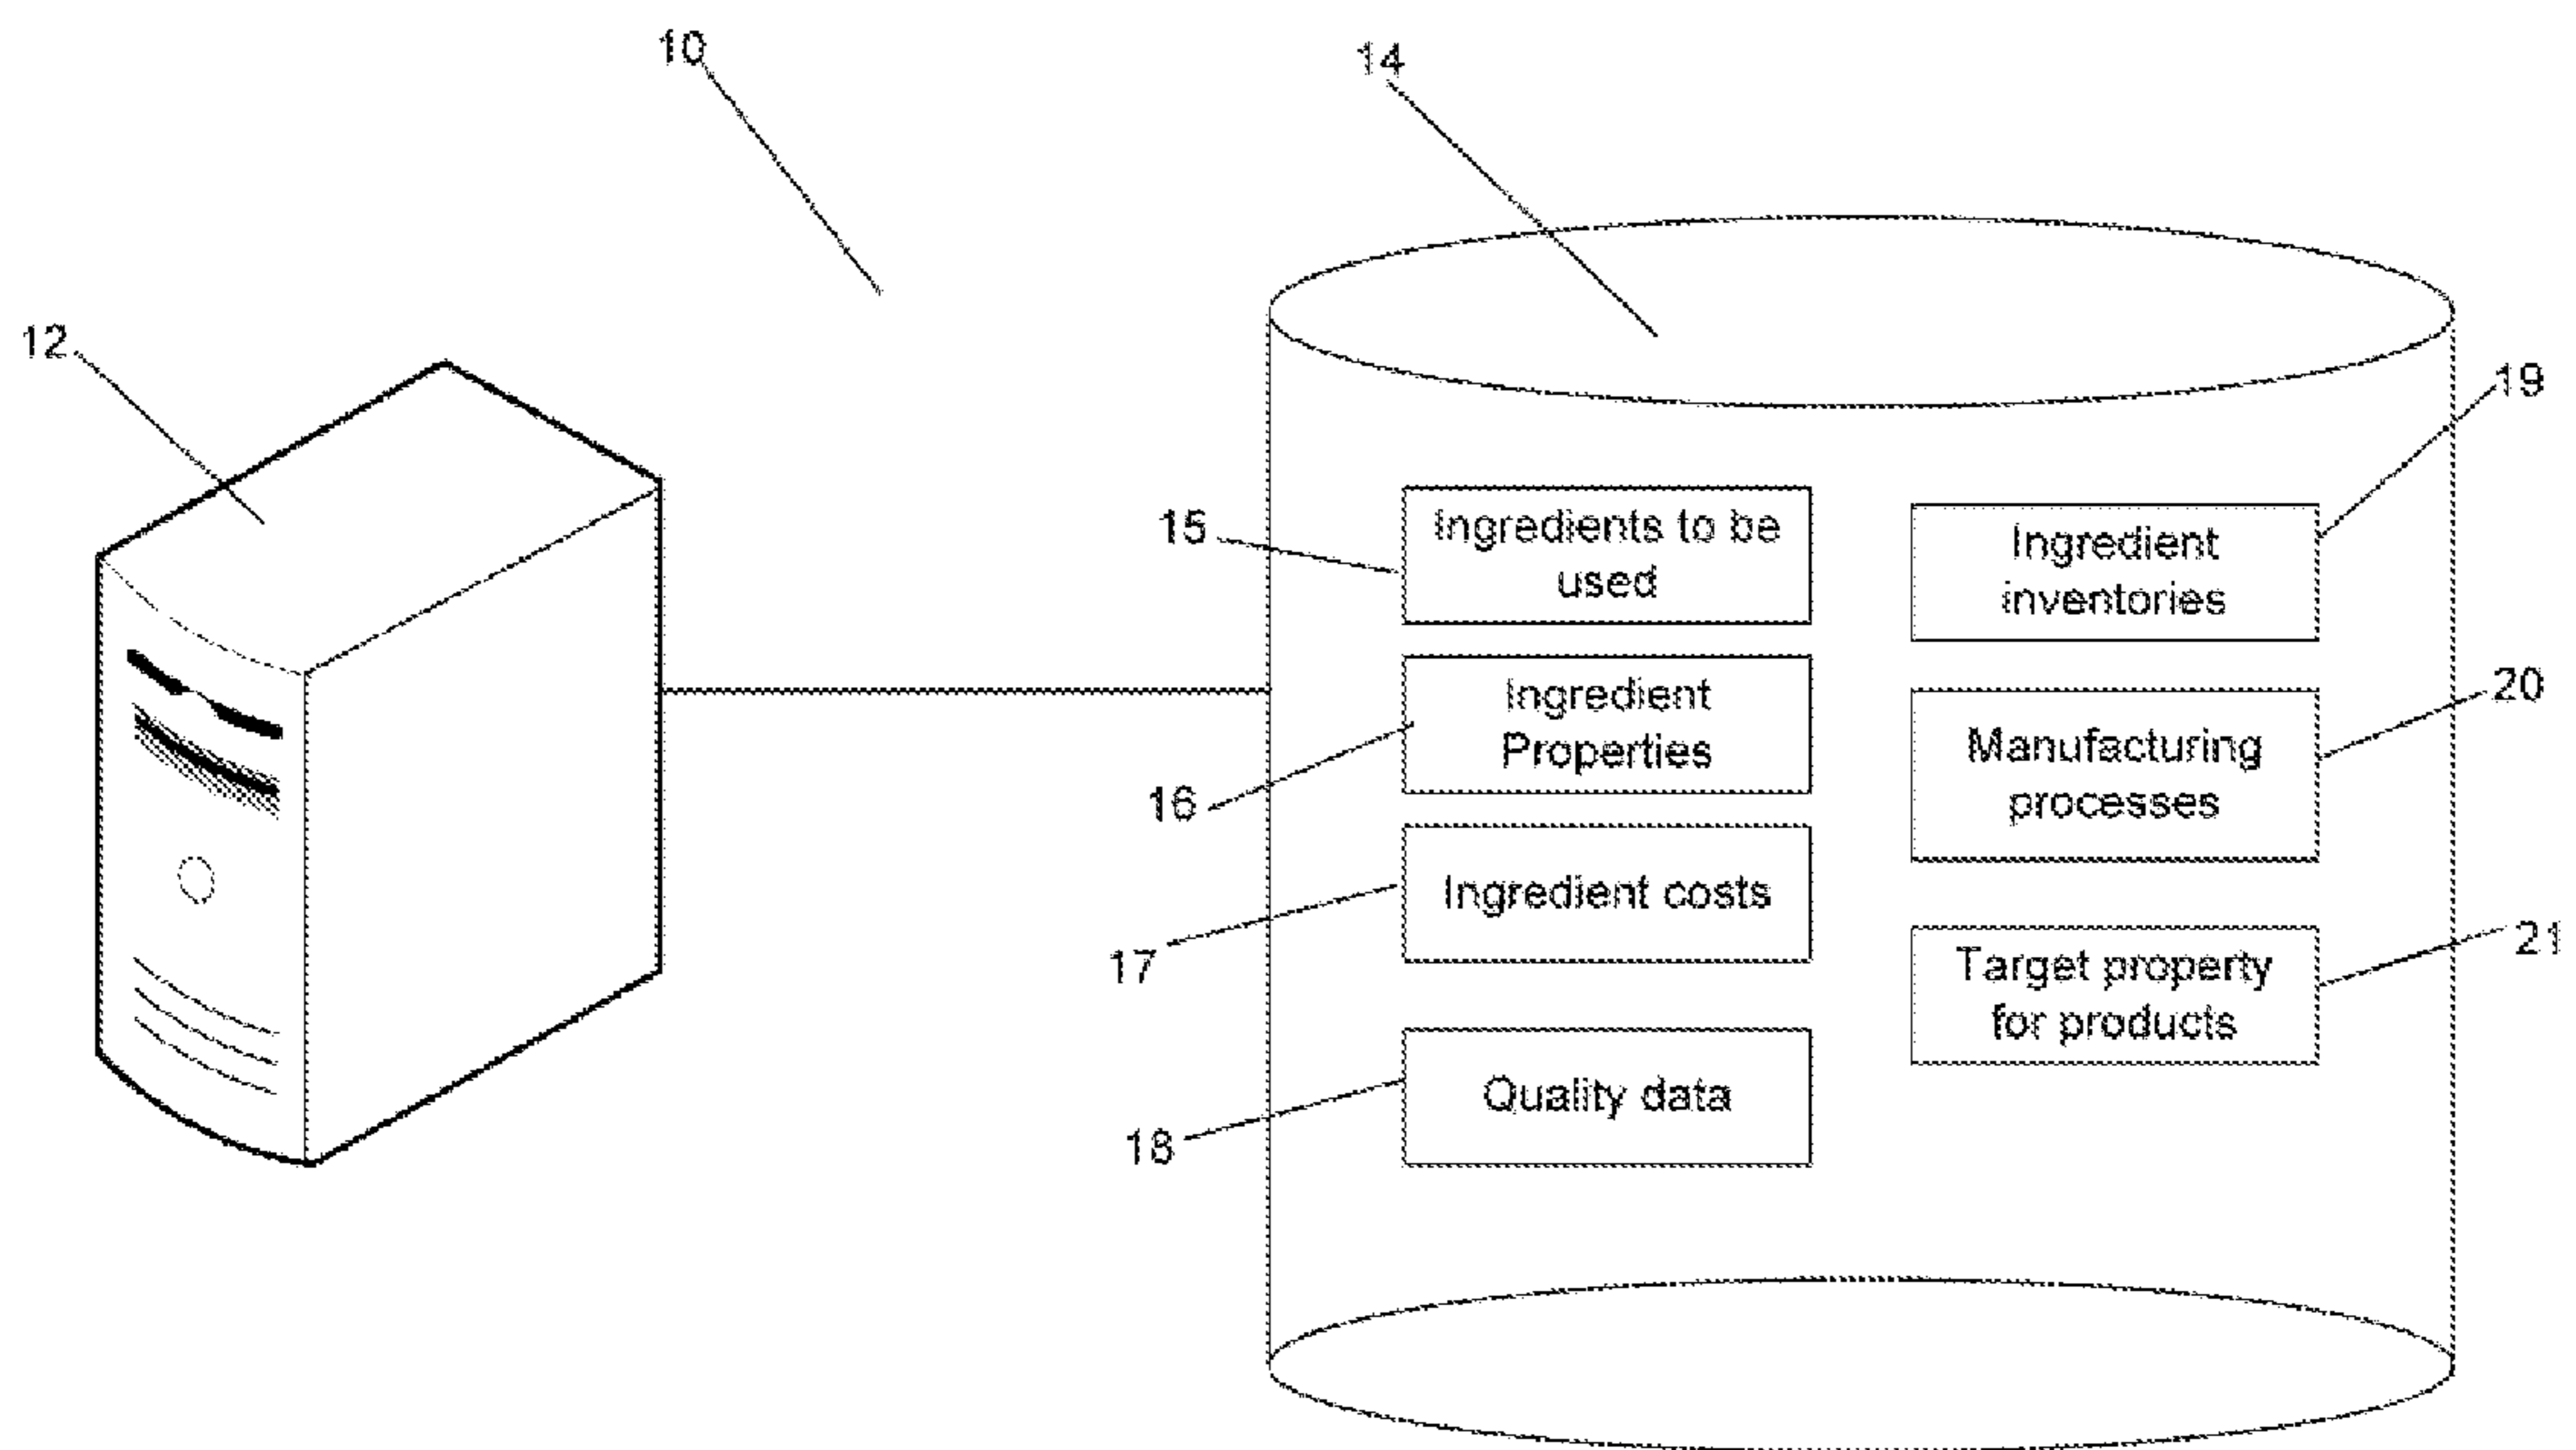 10
14
12
19
15
Ingredients to be
used
Ingredient
inventories
16
Ingredient
Properties
20
Manufacturing
processes
17
Ingredient costs
21
Target property
for products
18
Quality data